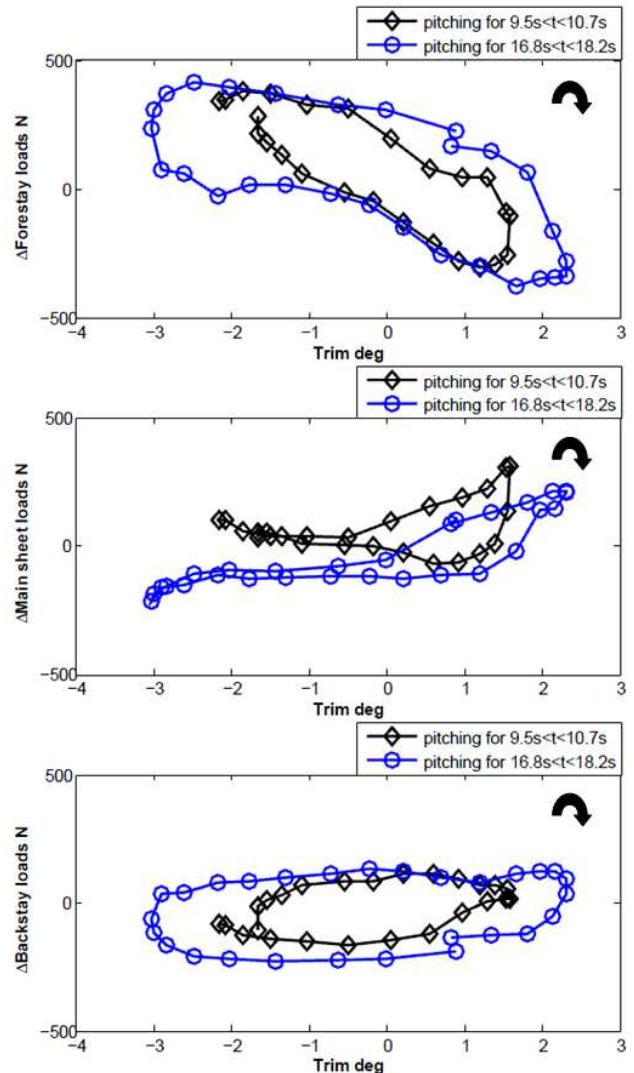 pitching for 9.5s<t<10.7s
pitching for 16.8s<t<18.2s
500
0
−500
ΔForestay loads N
−4 −3 −2 −1 0 1 2 3
Trim deg
pitching for 9.5s<t<10.7s
pitching for 16.8s<t<18.2s
500
0
−500
ΔMain sheet loads N
−4 −3 −2 −1 0 1 2 3
Trim deg
pitching for 9.5s<t<10.7s
pitching for 16.8s<t<18.2s
500
0
−500
ΔBackstay loads N
−4 −3 −2 −1 0 1 2 3
Trim deg